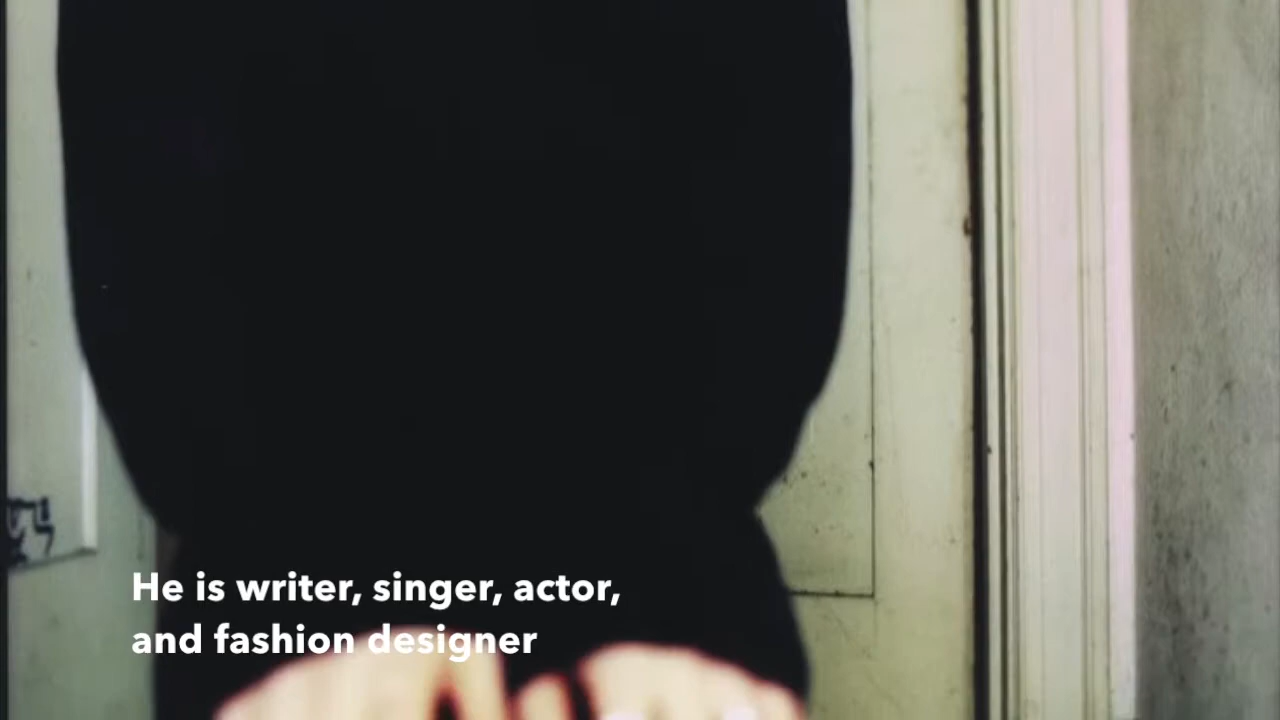 He is writer, singer, actor,
and fashion designer